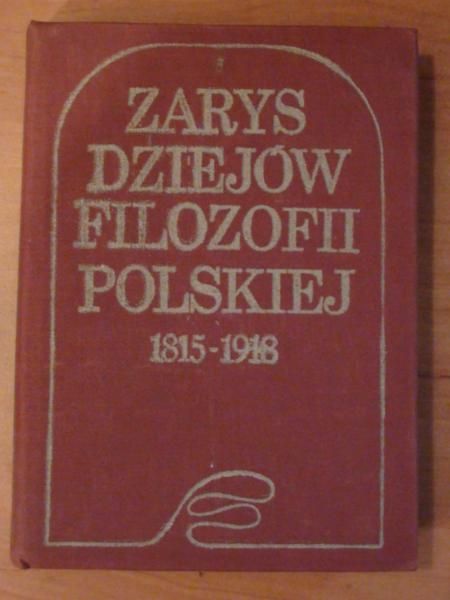 ZARYS
DZIEJÓW
FILOZOFII
POLSKIEJ
1815-1918